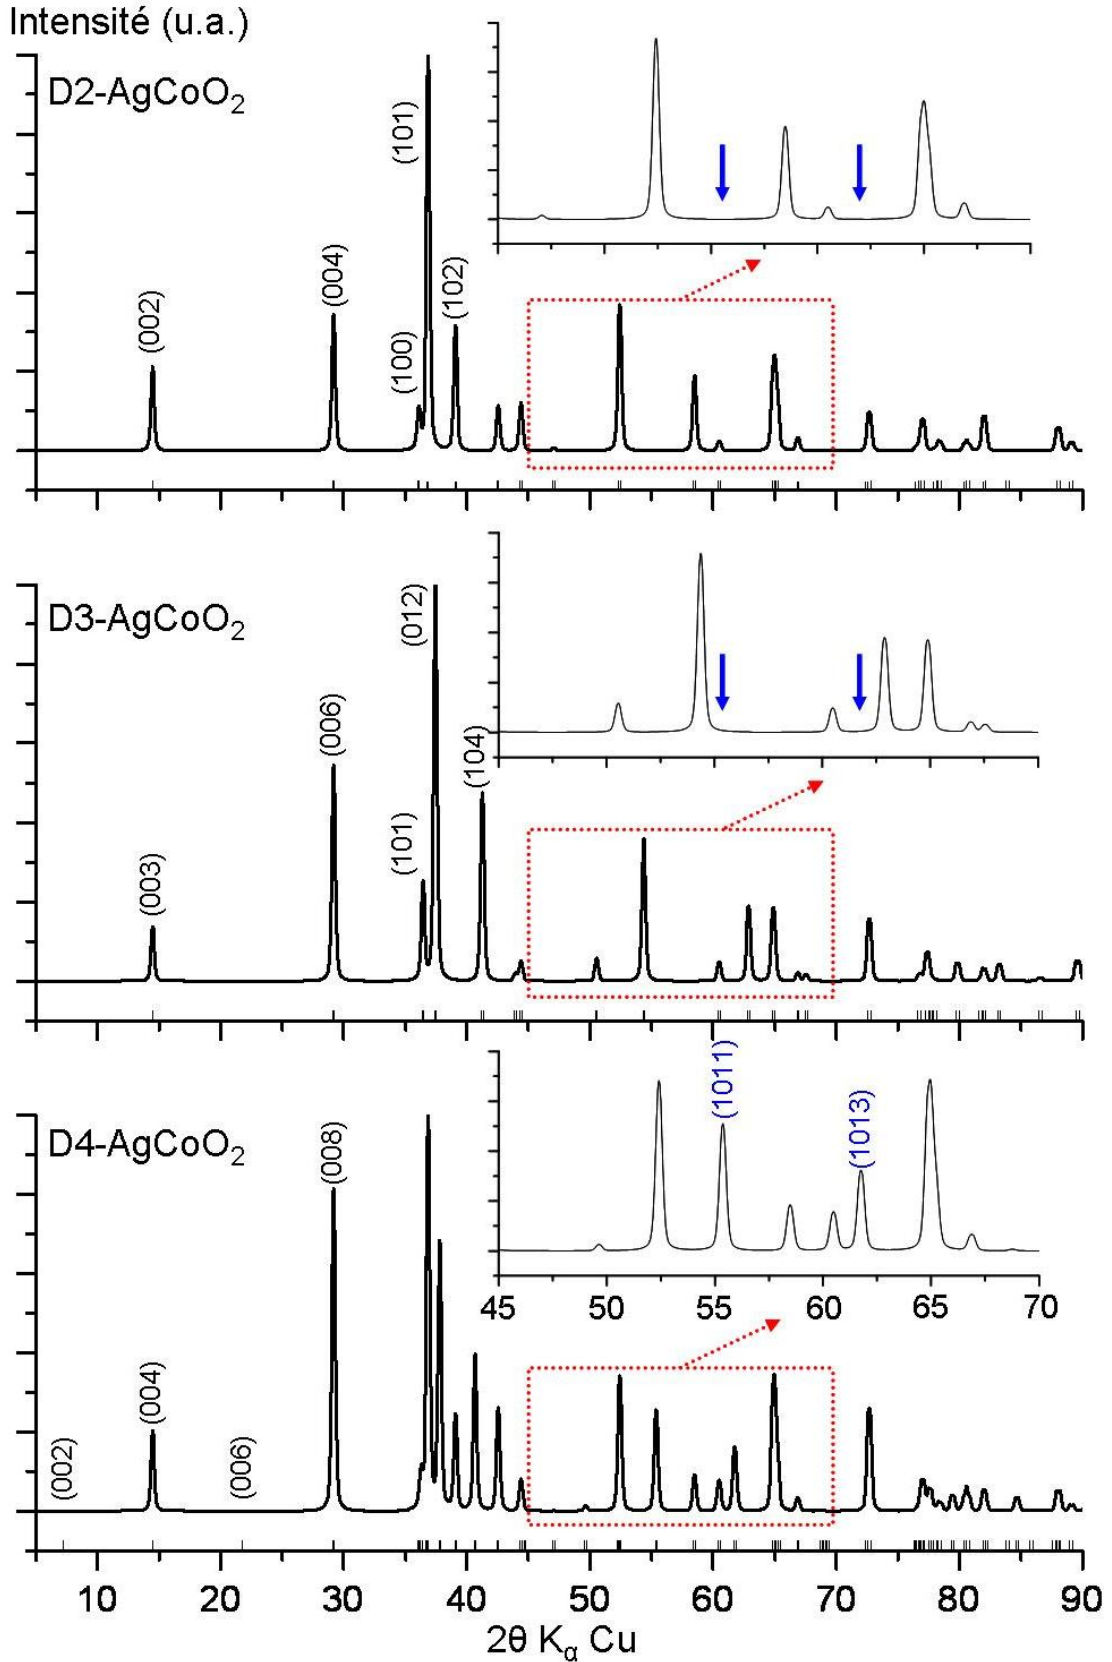 Intensité (u.a.)
D2-AgCoO₂
(002)
(004)
(100)
(101)
(102)
D3-AgCoO₂
(003)
(006)
(101)
(012)
(104)
D4-AgCoO₂
(002)
(004)
(006)
(008)
(1011)
(1013)
45 50 55 60 65 70
10 20 30 40 50 60 70 80 90
2θ Kα Cu